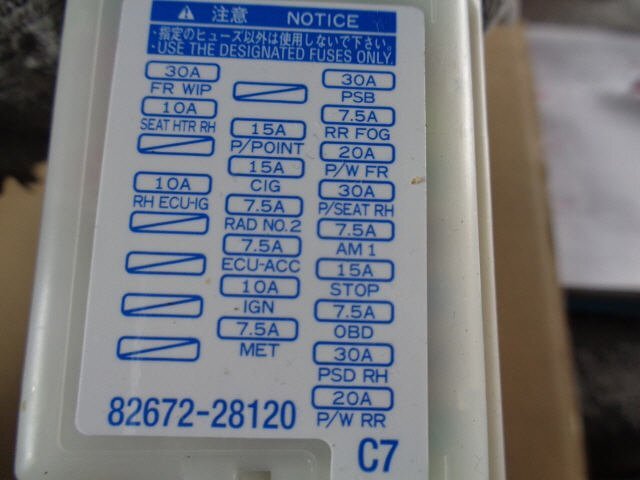 注意 NOTICE
・指定のヒューズ以外は使用しないで下さい。
・USE THE DESIGNATED FUSES ONLY.
30A
FR WIP
10A
SEAT HTR RH
10A
RH ECU-IG
15A
P/POINT
15A
CIG
7.5A
RAD NO.2
7.5A
ECU-ACC
10A
IGN
7.5A
MET
30A
PSB
7.5A
RR FOG
20A
P/W FR
30A
P/SEAT RH
7.5A
AM1
15A
STOP
7.5A
OBD
30A
PSD RH
20A
P/W RR
82672-28120
C7